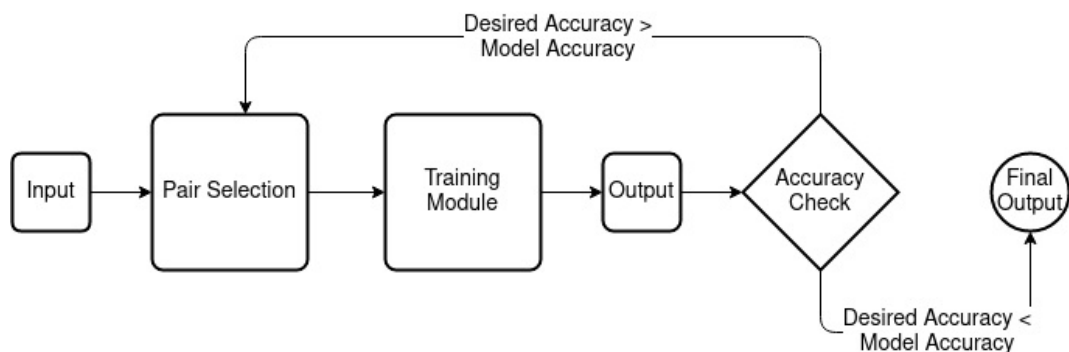 Desired Accuracy >
Model Accuracy
Input
Pair Selection
Training
Module
Output
Accuracy
Check
Final
Output
Desired Accuracy <
Model Accuracy